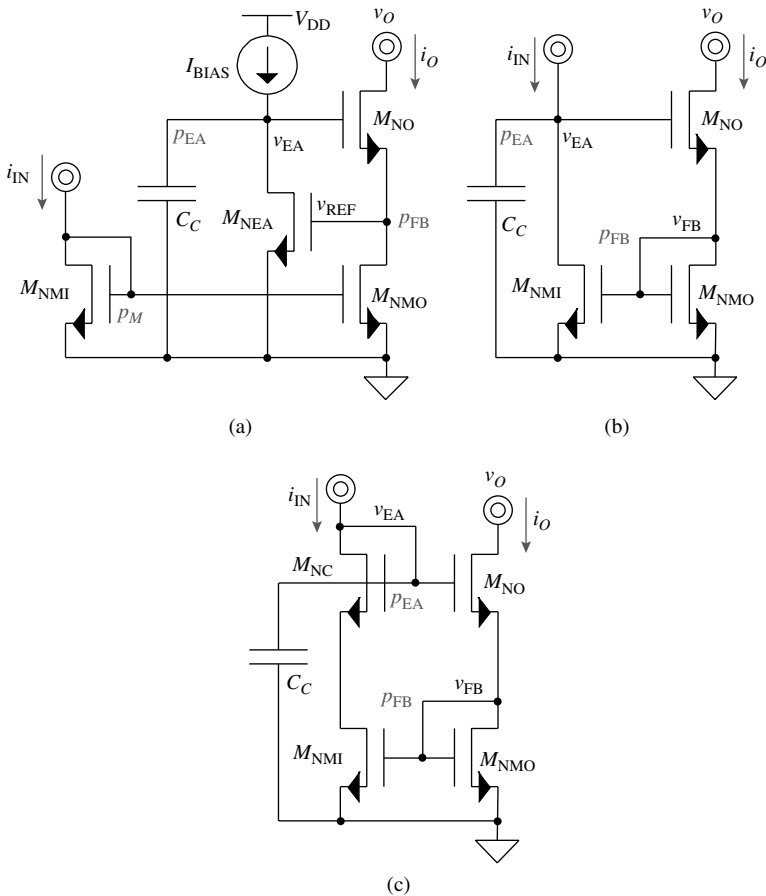 V_DD
v_O
I_BIAS
i_O
i_IN
i_O
v_O
M_NO
M_NO
p_EA
v_EA
p_EA
v_EA
i_IN
C_C
M_NEA
v_REF
p_FB
C_C
p_FB
v_FB
M_NMI
p_M
M_NMO
M_NMI
M_NMO
(a)
(b)
i_IN
v_EA
v_O
i_O
M_NC
M_NO
p_EA
C_C
p_FB
v_FB
M_NMI
M_NMO
(c)